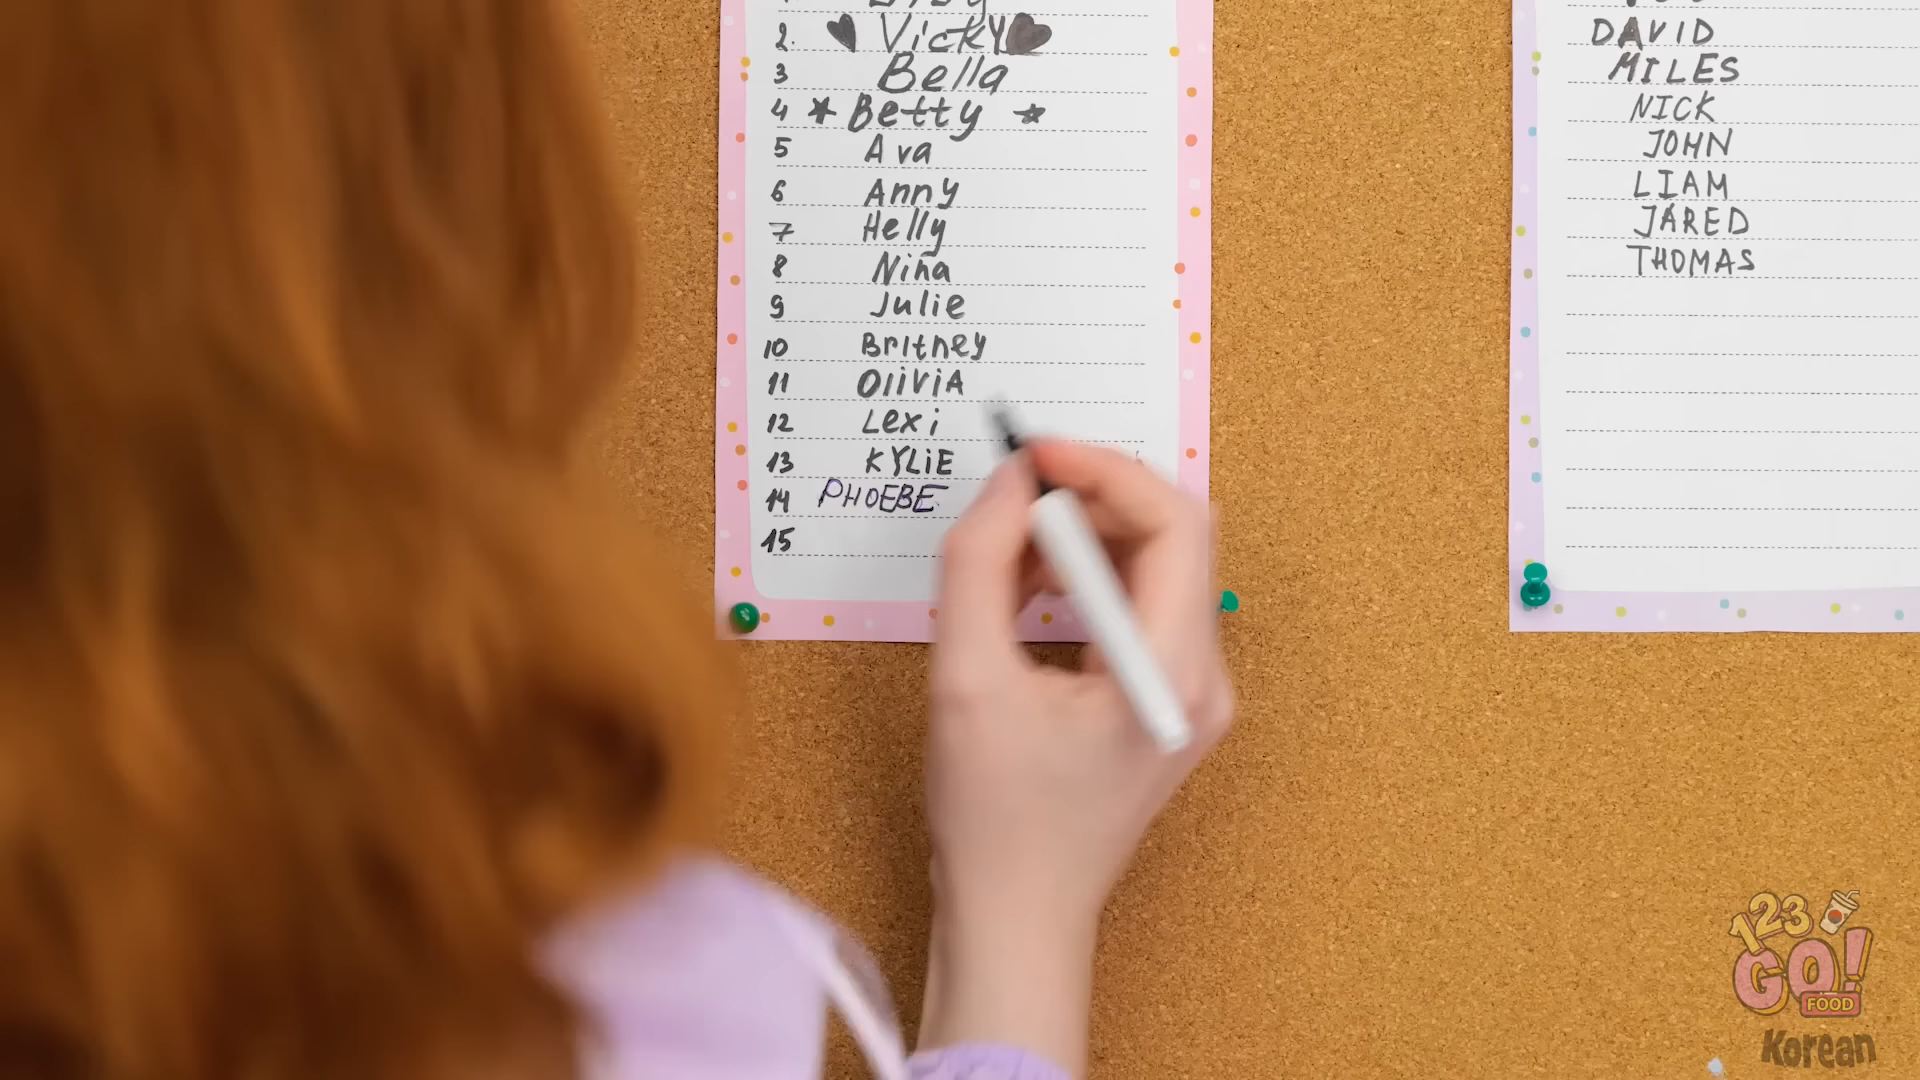 2. Vicky
3 Bella
4 * Betty *
5 Ava
6 Anny
7 Helly
8 Nina
9 Julie
10 Britney
11 OliViA
12 Lexi
13 KYLiE
14 PHOEBE
15
DAVID
MILES
NICK
JOHN
LIAM
JARED
THOMAS
123
GO!
FOOD
Korean